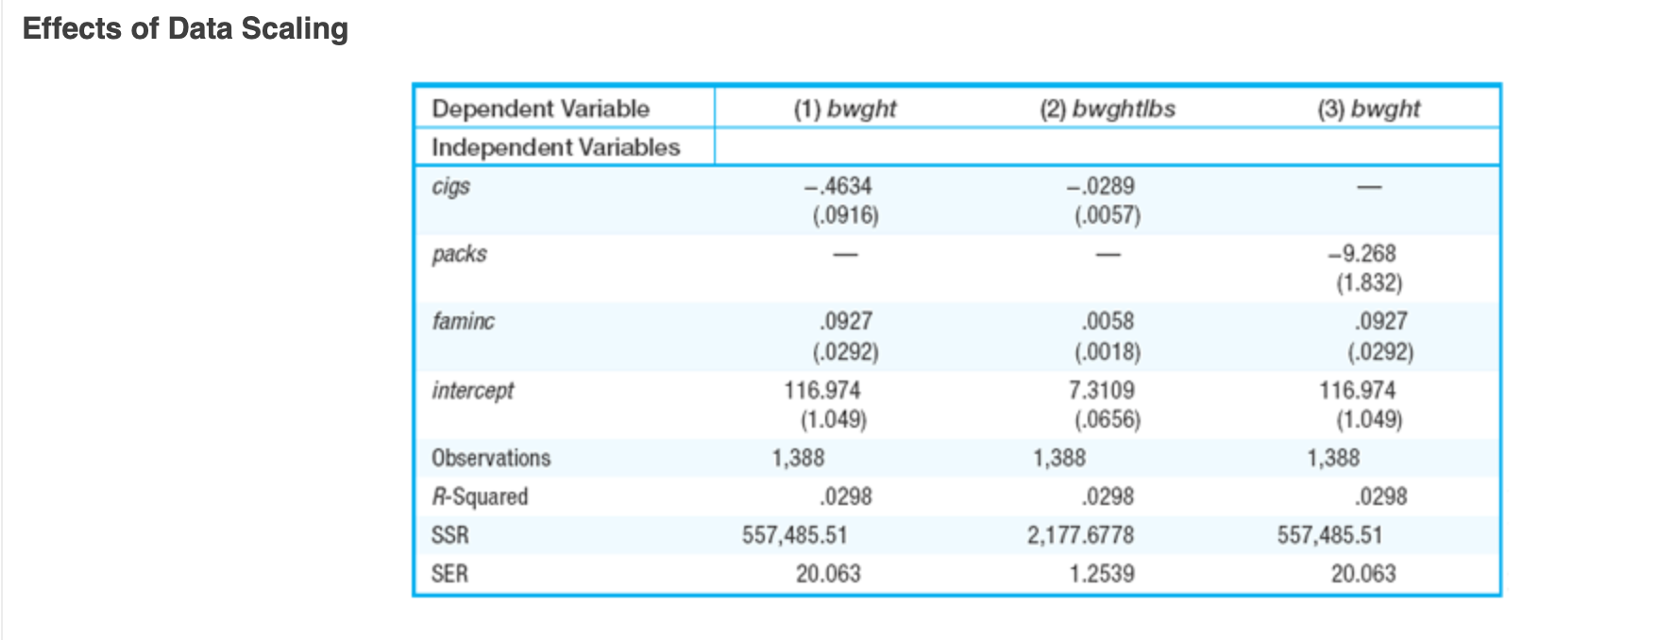 Effects of Data Scaling
Dependent Variable (1) bwght (2) bwghtlbs (3) bwght
Independent Variables
cigs −.4634 −.0289 —
(.0916) (.0057)
packs — — −9.268
(1.832)
faminc .0927 .0058 .0927
(.0292) (.0018) (.0292)
intercept 116.974 7.3109 116.974
(1.049) (.0656) (1.049)
Observations 1,388 1,388 1,388
R-Squared .0298 .0298 .0298
SSR 557,485.51 2,177.6778 557,485.51
SER 20.063 1.2539 20.063